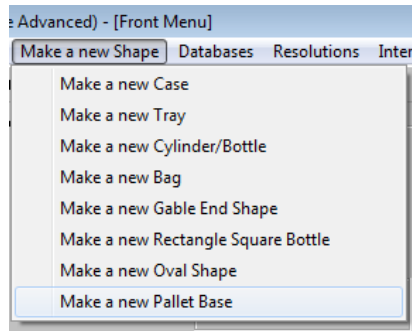 e Advanced) - [Front Menu]
Make a new Shape Databases Resolutions Inter
Make a new Case
Make a new Tray
Make a new Cylinder/Bottle
Make a new Bag
Make a new Gable End Shape
Make a new Rectangle Square Bottle
Make a new Oval Shape
Make a new Pallet Base